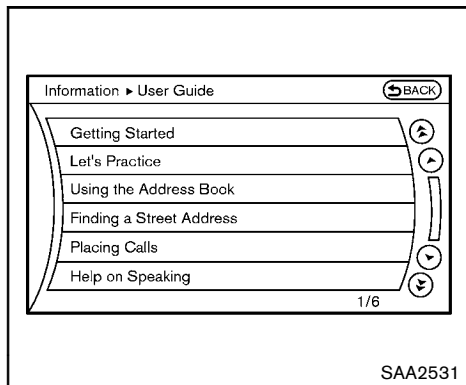 Information ▸ User Guide
BACK
Getting Started
Let's Practice
Using the Address Book
Finding a Street Address
Placing Calls
Help on Speaking
1/6
SAA2531